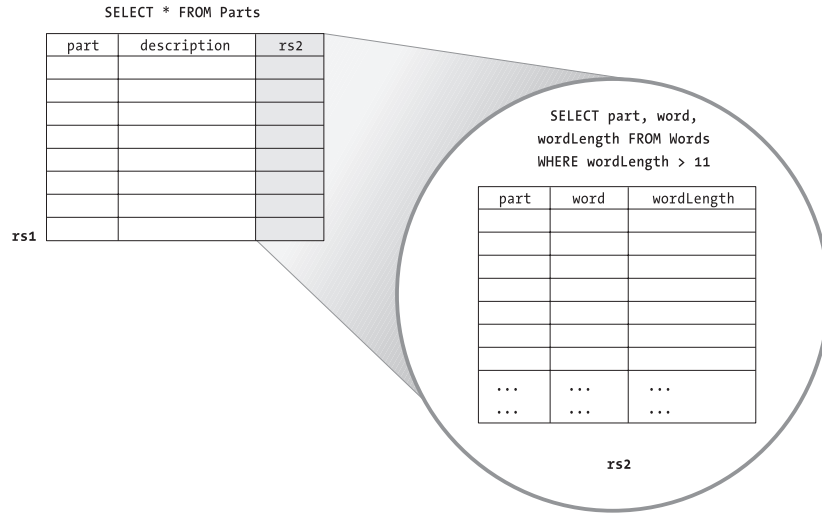 SELECT * FROM Parts
part description rs2
rs1
SELECT part, word,
wordLength FROM Words
WHERE wordLength > 11
part word wordLength
... ... ...
... ... ...
rs2